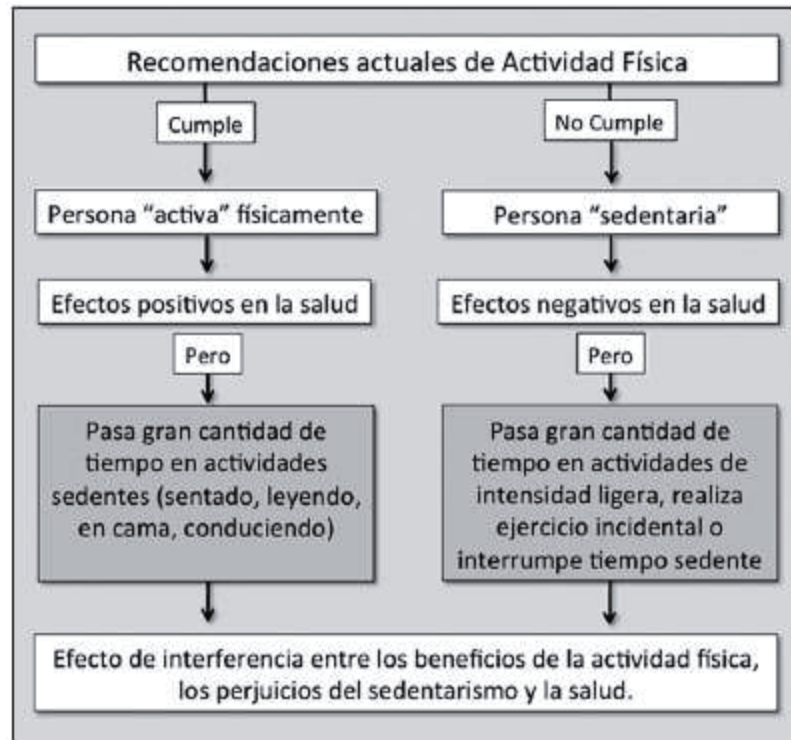 Recomendaciones actuales de Actividad Física
Cumple
No Cumple
Persona “activa” físicamente
Persona “sedentaria”
Efectos positivos en la salud
Efectos negativos en la salud
Pero
Pero
Pasa gran cantidad de
tiempo en actividades
sedentes (sentado, leyendo,
en cama, conduciendo)
Pasa gran cantidad de
tiempo en actividades de
intensidad ligera, realiza
ejercicio incidental o
interrumpe tiempo sedente
Efecto de interferencia entre los beneficios de la actividad física,
los perjuicios del sedentarismo y la salud.